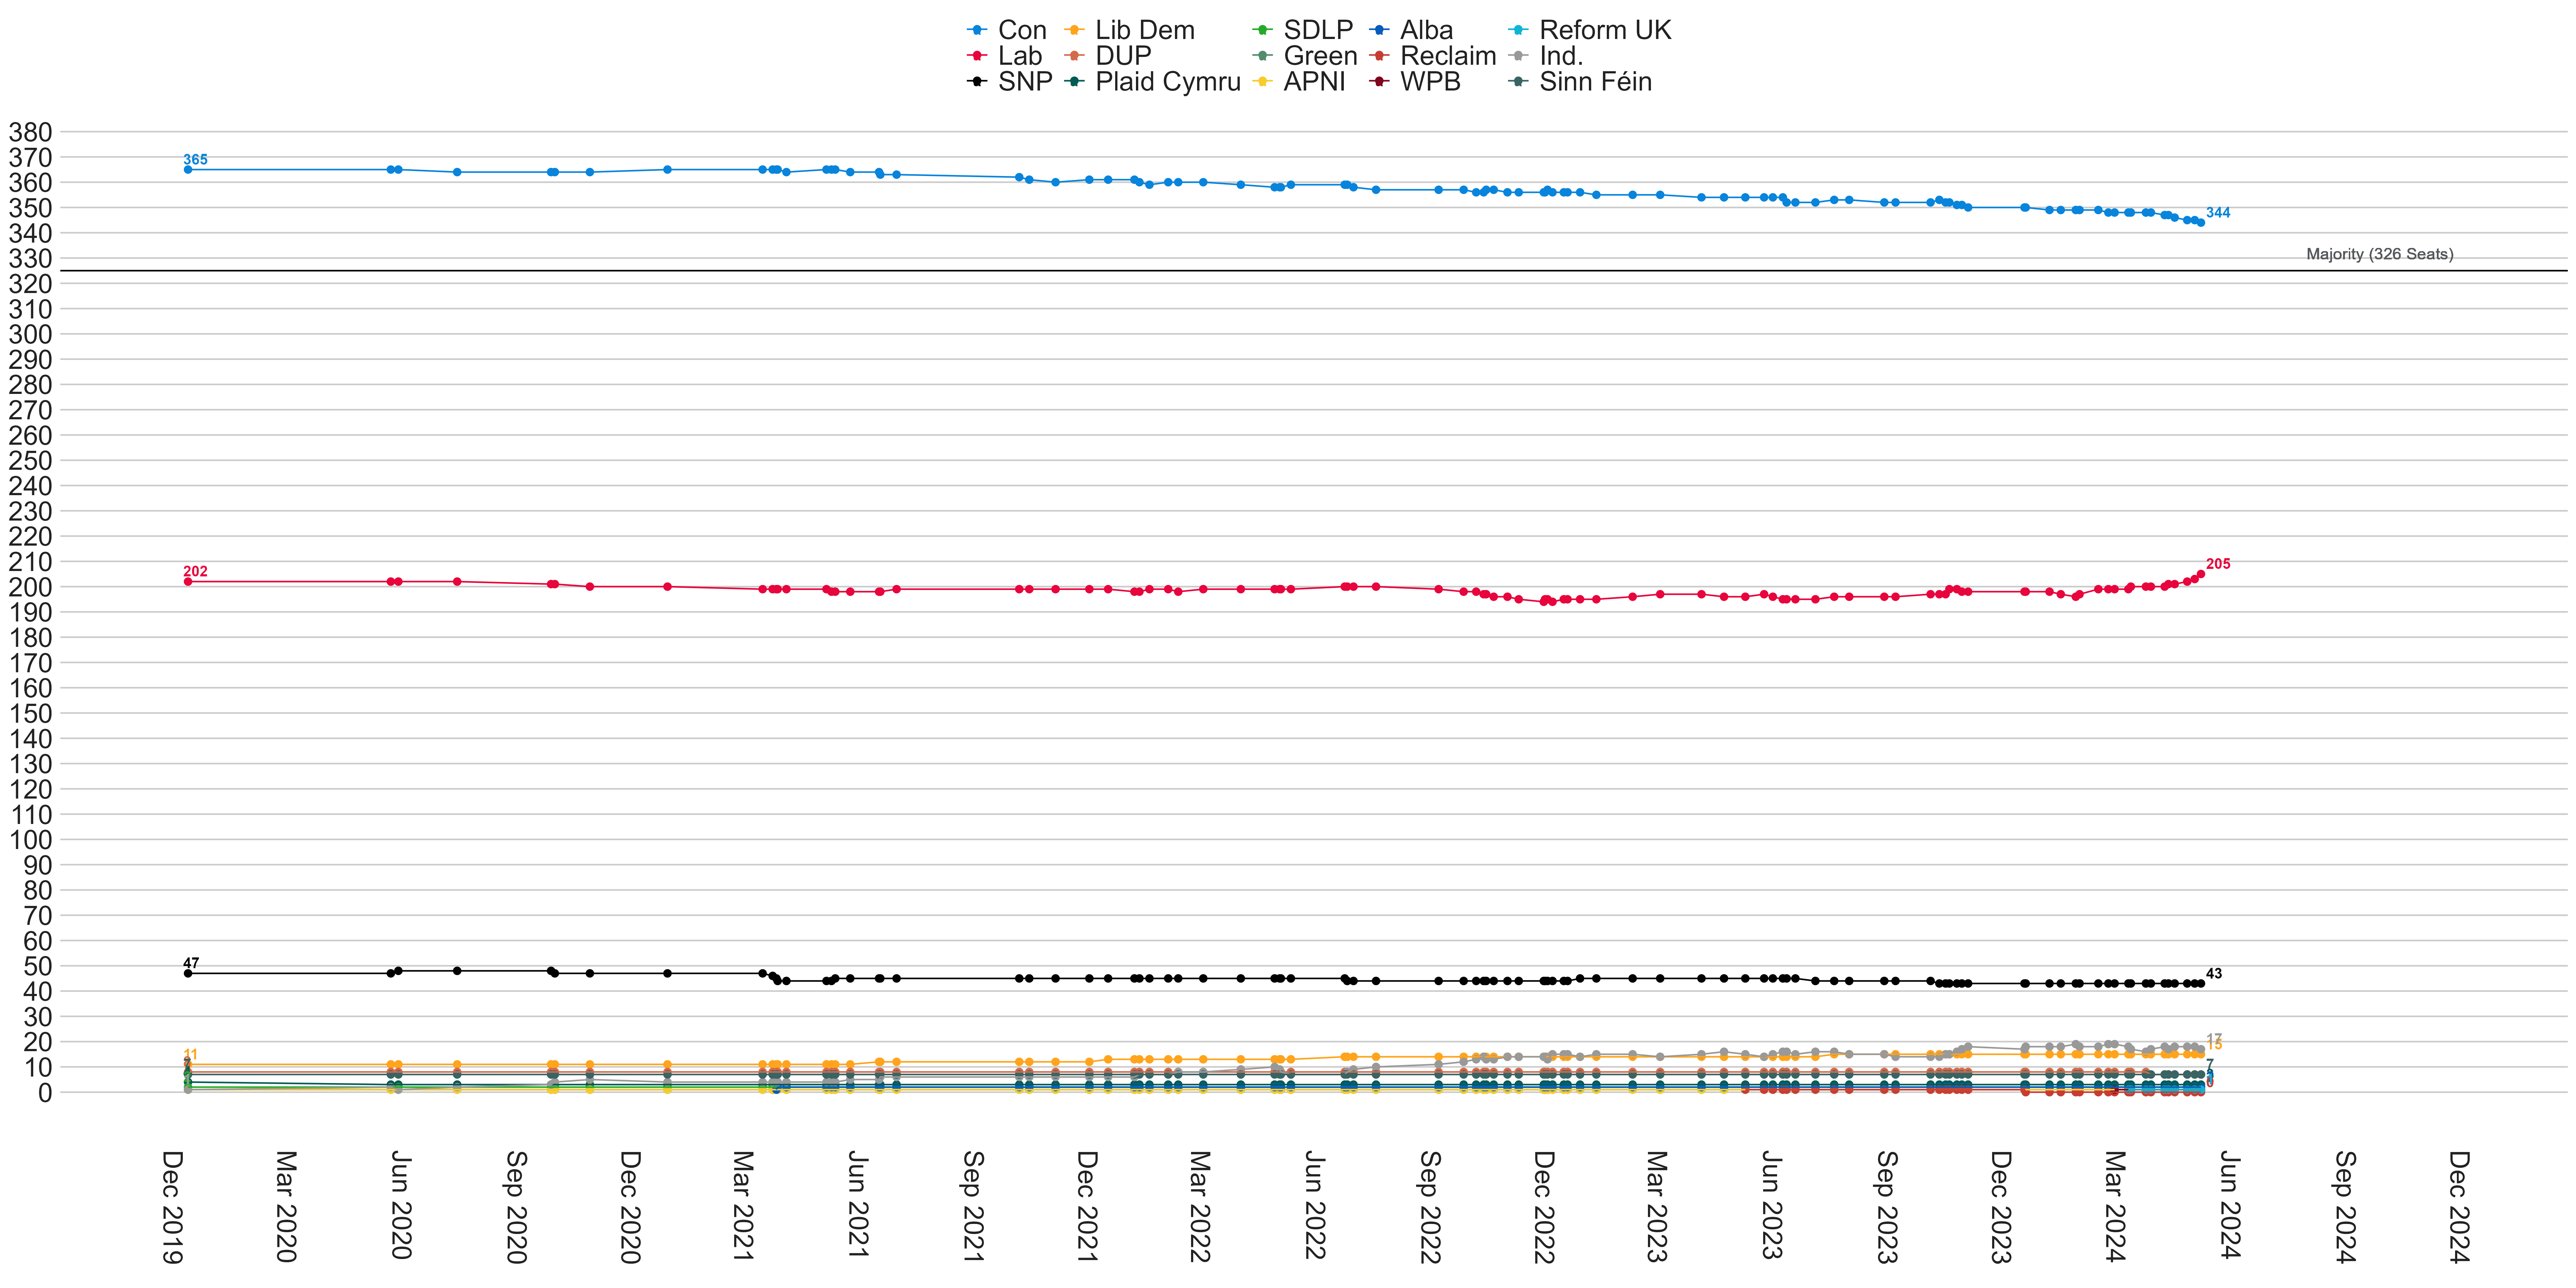 Con Lib Dem SDLP Alba Reform UK
Lab DUP Green Reclaim Ind.
SNP Plaid Cymru APNI WPB Sinn Féin
380
370
365
360
350
344
340
Majority (326 Seats)
330
320
310
300
290
280
270
260
250
240
230
220
210
205
202
200
190
180
170
160
150
140
130
120
110
100
90
80
70
60
50
47
43
40
30
20
17
15
11
10
7
0
0
Dec 2019
Mar 2020
Jun 2020
Sep 2020
Dec 2020
Mar 2021
Jun 2021
Sep 2021
Dec 2021
Mar 2022
Jun 2022
Sep 2022
Dec 2022
Mar 2023
Jun 2023
Sep 2023
Dec 2023
Mar 2024
Jun 2024
Sep 2024
Dec 2024